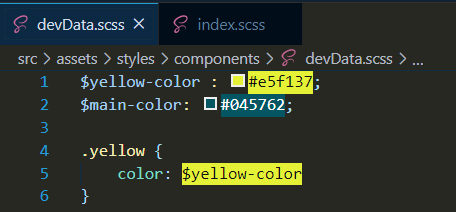 devData.scss ×
index.scss
src > assets > styles > components > devData.scss > ...
1 $yellow-color : #e5f137;
2 $main-color: #045762;
3
4 .yellow {
5 color: $yellow-color
6 }